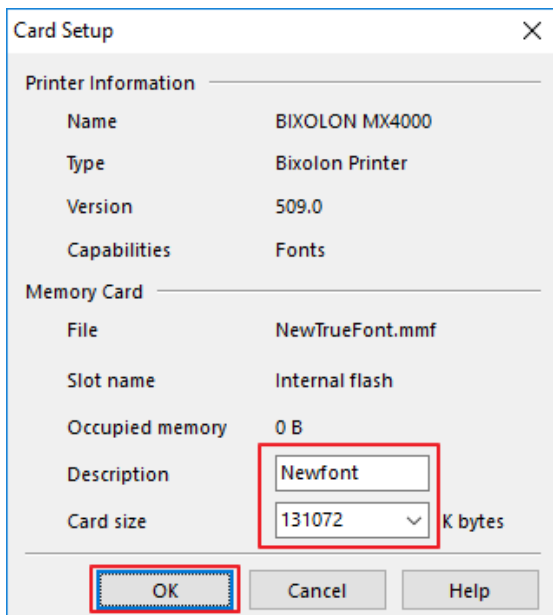 Card Setup
Printer Information
Name BIXOLON MX4000
Type Bixolon Printer
Version 509.0
Capabilities Fonts
Memory Card
File NewTrueFont.mmf
Slot name Internal flash
Occupied memory 0 B
Description Newfont
Card size 131072 K bytes
OK Cancel Help